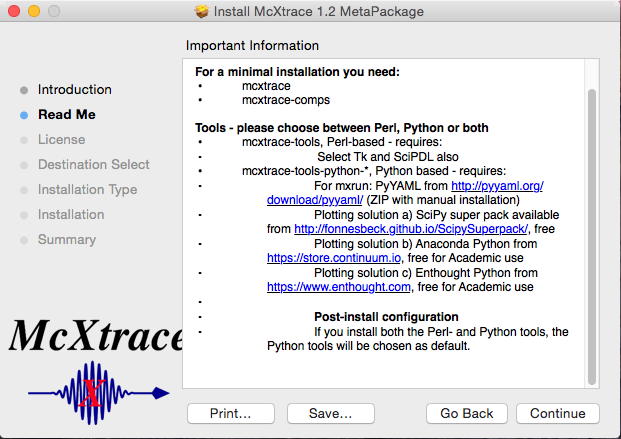 Install McXtrace 1.2 MetaPackage
Important Information
Introduction
Read Me
License
Destination Select
Installation Type
Installation
Summary
For a minimal installation you need:
• mcxtrace
• mcxtrace-comps
Tools - please choose between Perl, Python or both
• mcxtrace-tools, Perl-based - requires:
• Select Tk and SciPDL also
• mcxtrace-tools-python-*, Python based - requires:
• For mxrun: PyYAML from http://pyyaml.org/
download/pyyaml/ (ZIP with manual installation)
• Plotting solution a) SciPy super pack available
from http://fonnesbeck.github.io/ScipySuperpack/, free
• Plotting solution b) Anaconda Python from
https://store.continuum.io, free for Academic use
• Plotting solution c) Enthought Python from
https://www.enthought.com, free for Academic use
•
• Post-install configuration
• If you install both the Perl- and Python tools, the
Python tools will be chosen as default.
McXtrace
X
Print...
Save...
Go Back
Continue